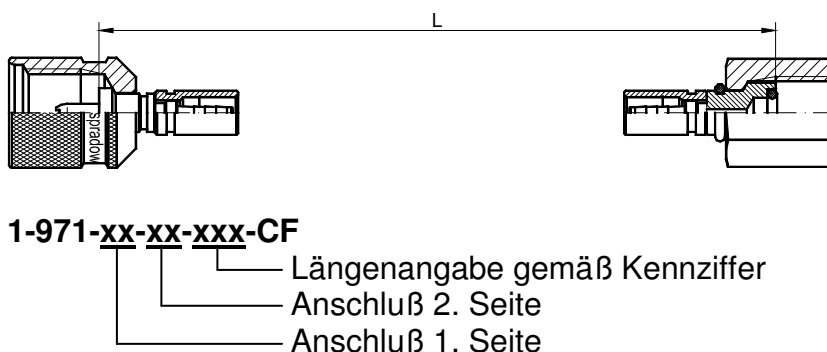 L
spradow
1-971-xx-xx-xxx-CF
Längenangabe gemäß Kennziffer
Anschluß 2. Seite
Anschluß 1. Seite